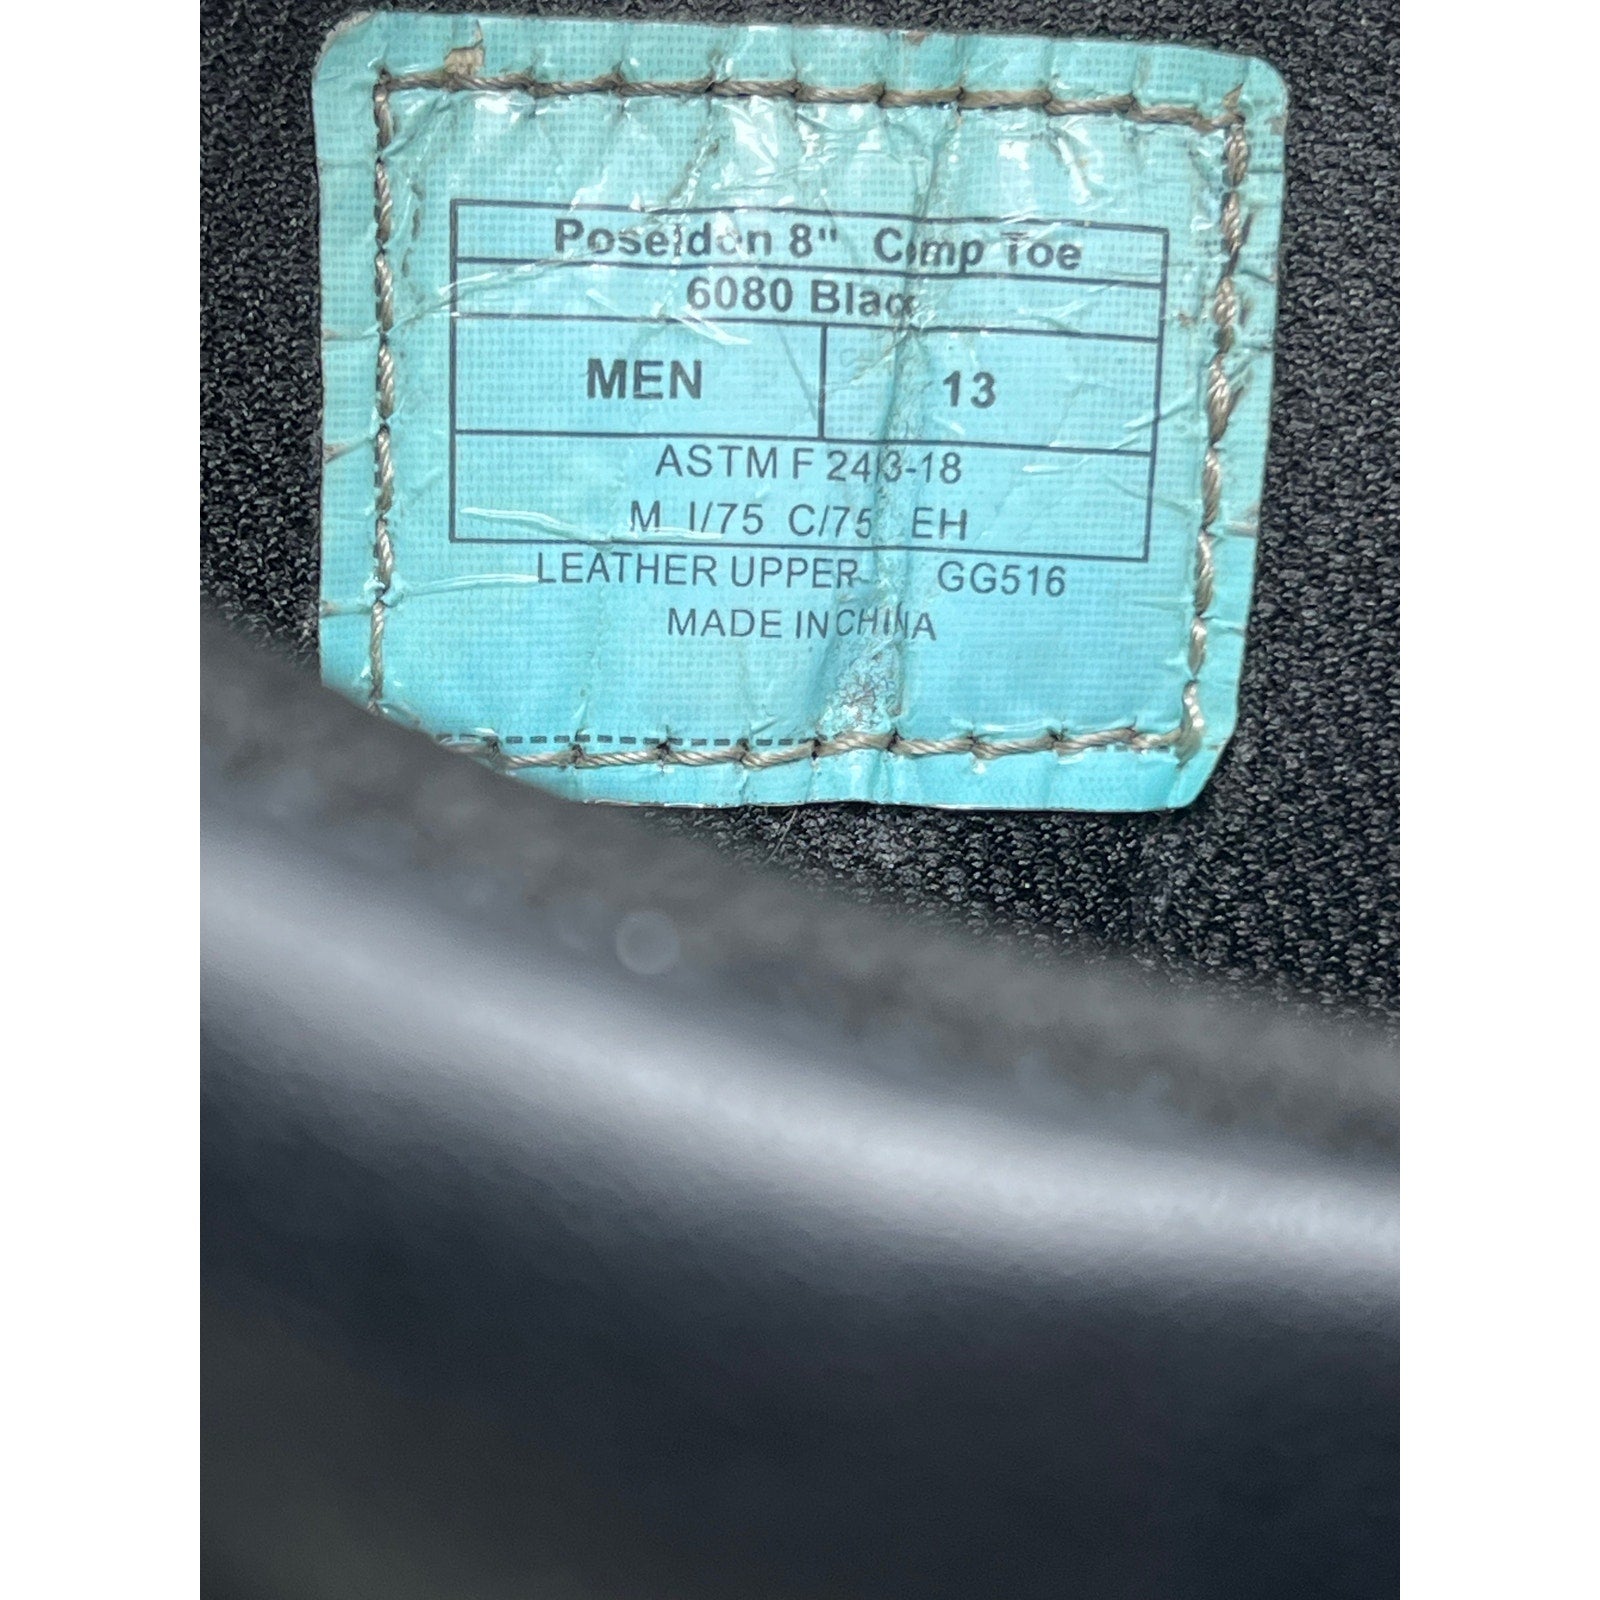 Poseidon 8" Comp Toe
6080 Black
MEN 13
ASTM F 2413-18
M I/75 C/75 EH
LEATHER UPPER GG516
MADE IN CHINA